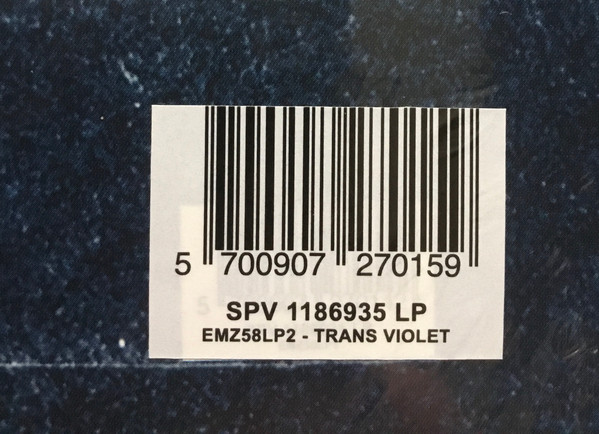 5 700907 270159
SPV 1186935 LP
EMZ58LP2 - TRANS VIOLET